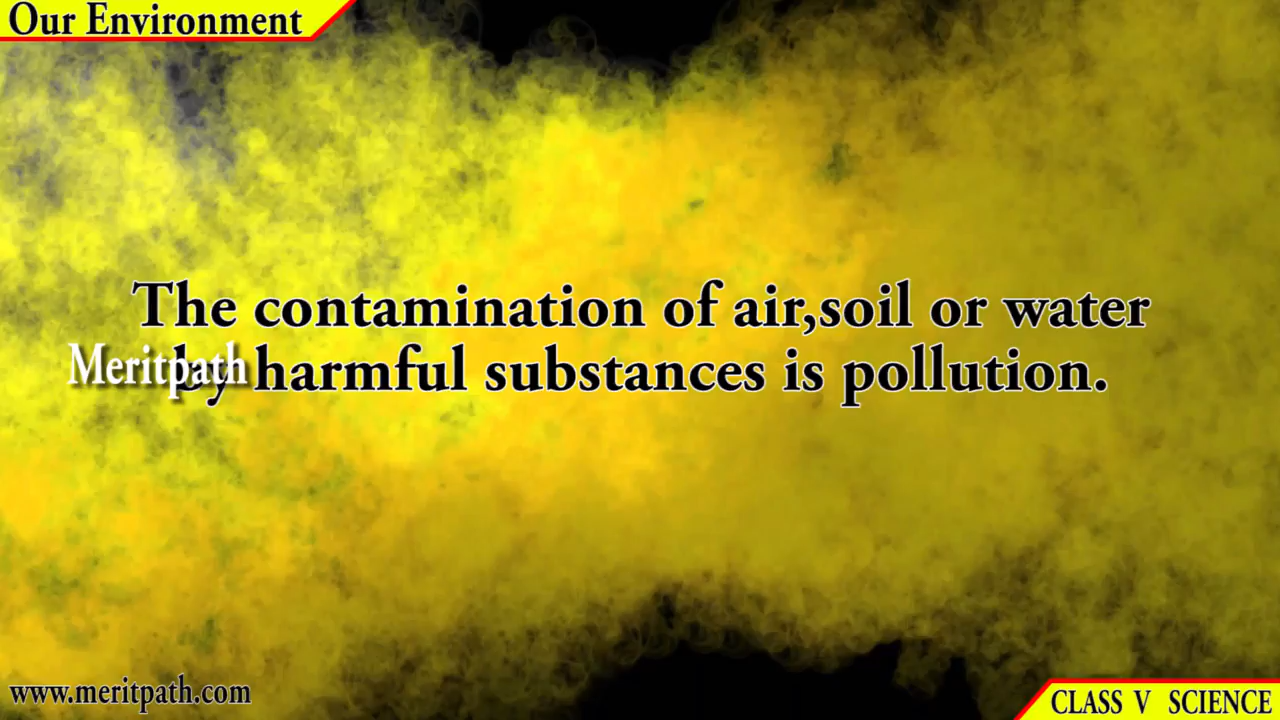 Our Environment
The contamination of air,soil or water
by harmful substances is pollution.
Meritpath
www.meritpath.com
CLASS V SCIENCE